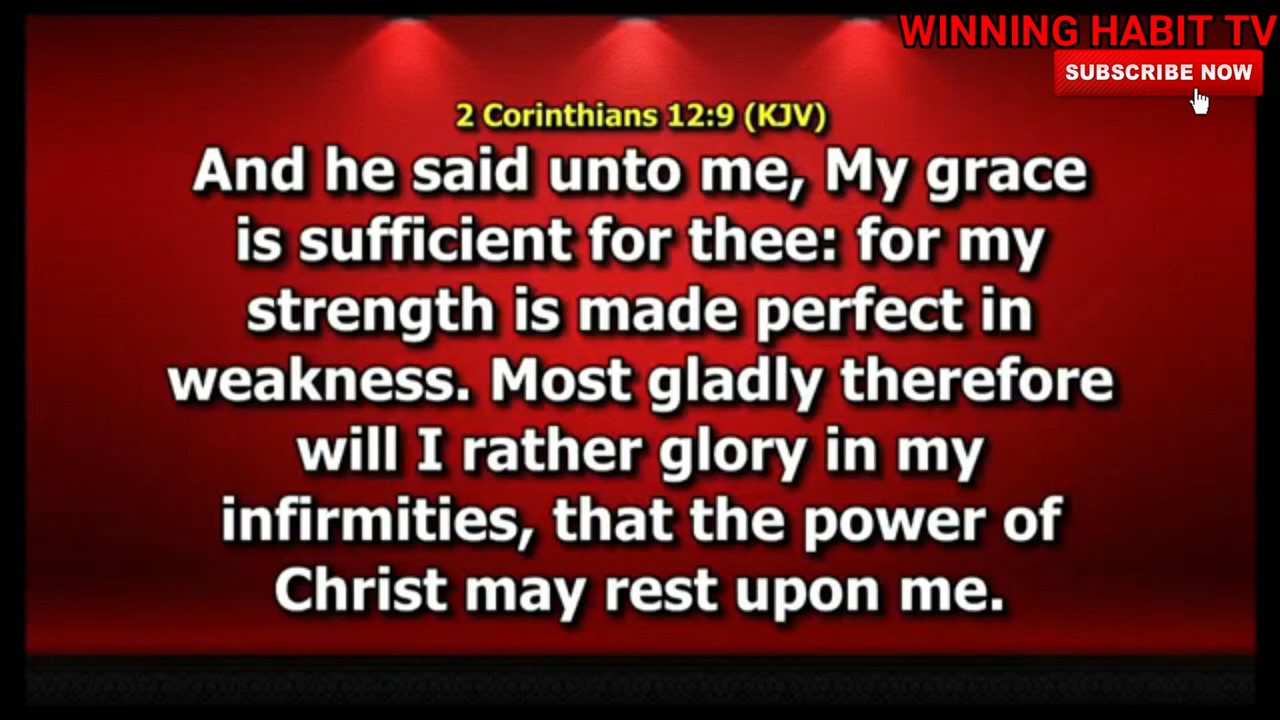 WINNING HABIT TV
SUBSCRIBE NOW
2 Corinthians 12:9 (KJV)
And he said unto me, My grace
is sufficient for thee: for my
strength is made perfect in
weakness. Most gladly therefore
will I rather glory in my
infirmities, that the power of
Christ may rest upon me.